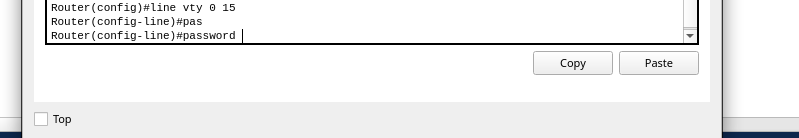 Router(config)#line vty 0 15
Router(config-line)#pas
Router(config-line)#password
Copy Paste
Top